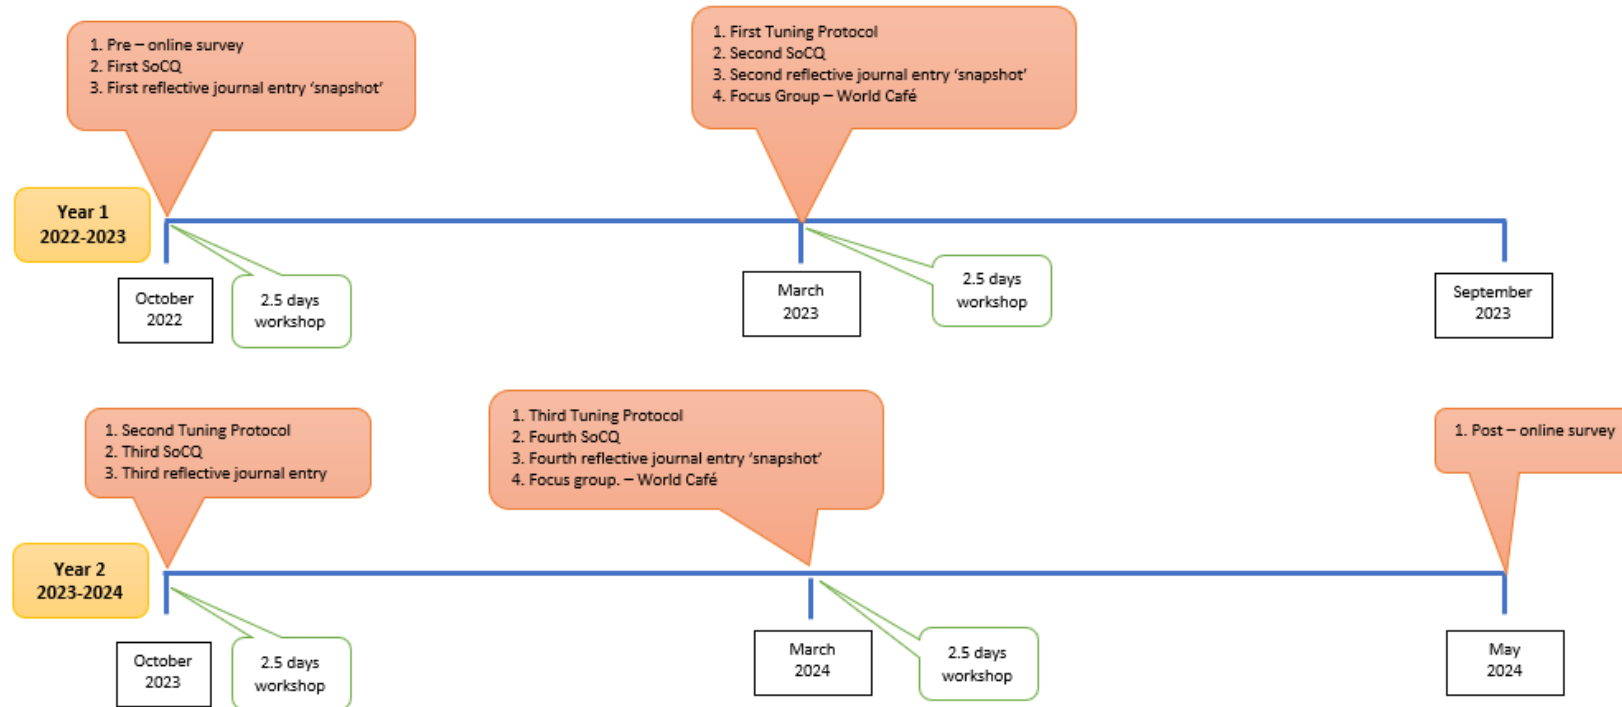 1. Pre – online survey
2. First SoCQ
3. First reflective journal entry ‘snapshot’
1. First Tuning Protocol
2. Second SoCQ
3. Second reflective journal entry ‘snapshot’
4. Focus Group – World Café
Year 1
2022-2023
October
2022
2.5 days
workshop
March
2023
2.5 days
workshop
September
2023
1. Second Tuning Protocol
2. Third SoCQ
3. Third reflective journal entry
1. Third Tuning Protocol
2. Fourth SoCQ
3. Fourth reflective journal entry ‘snapshot’
4. Focus group. – World Café
1. Post – online survey
Year 2
2023-2024
October
2023
2.5 days
workshop
March
2024
2.5 days
workshop
May
2024